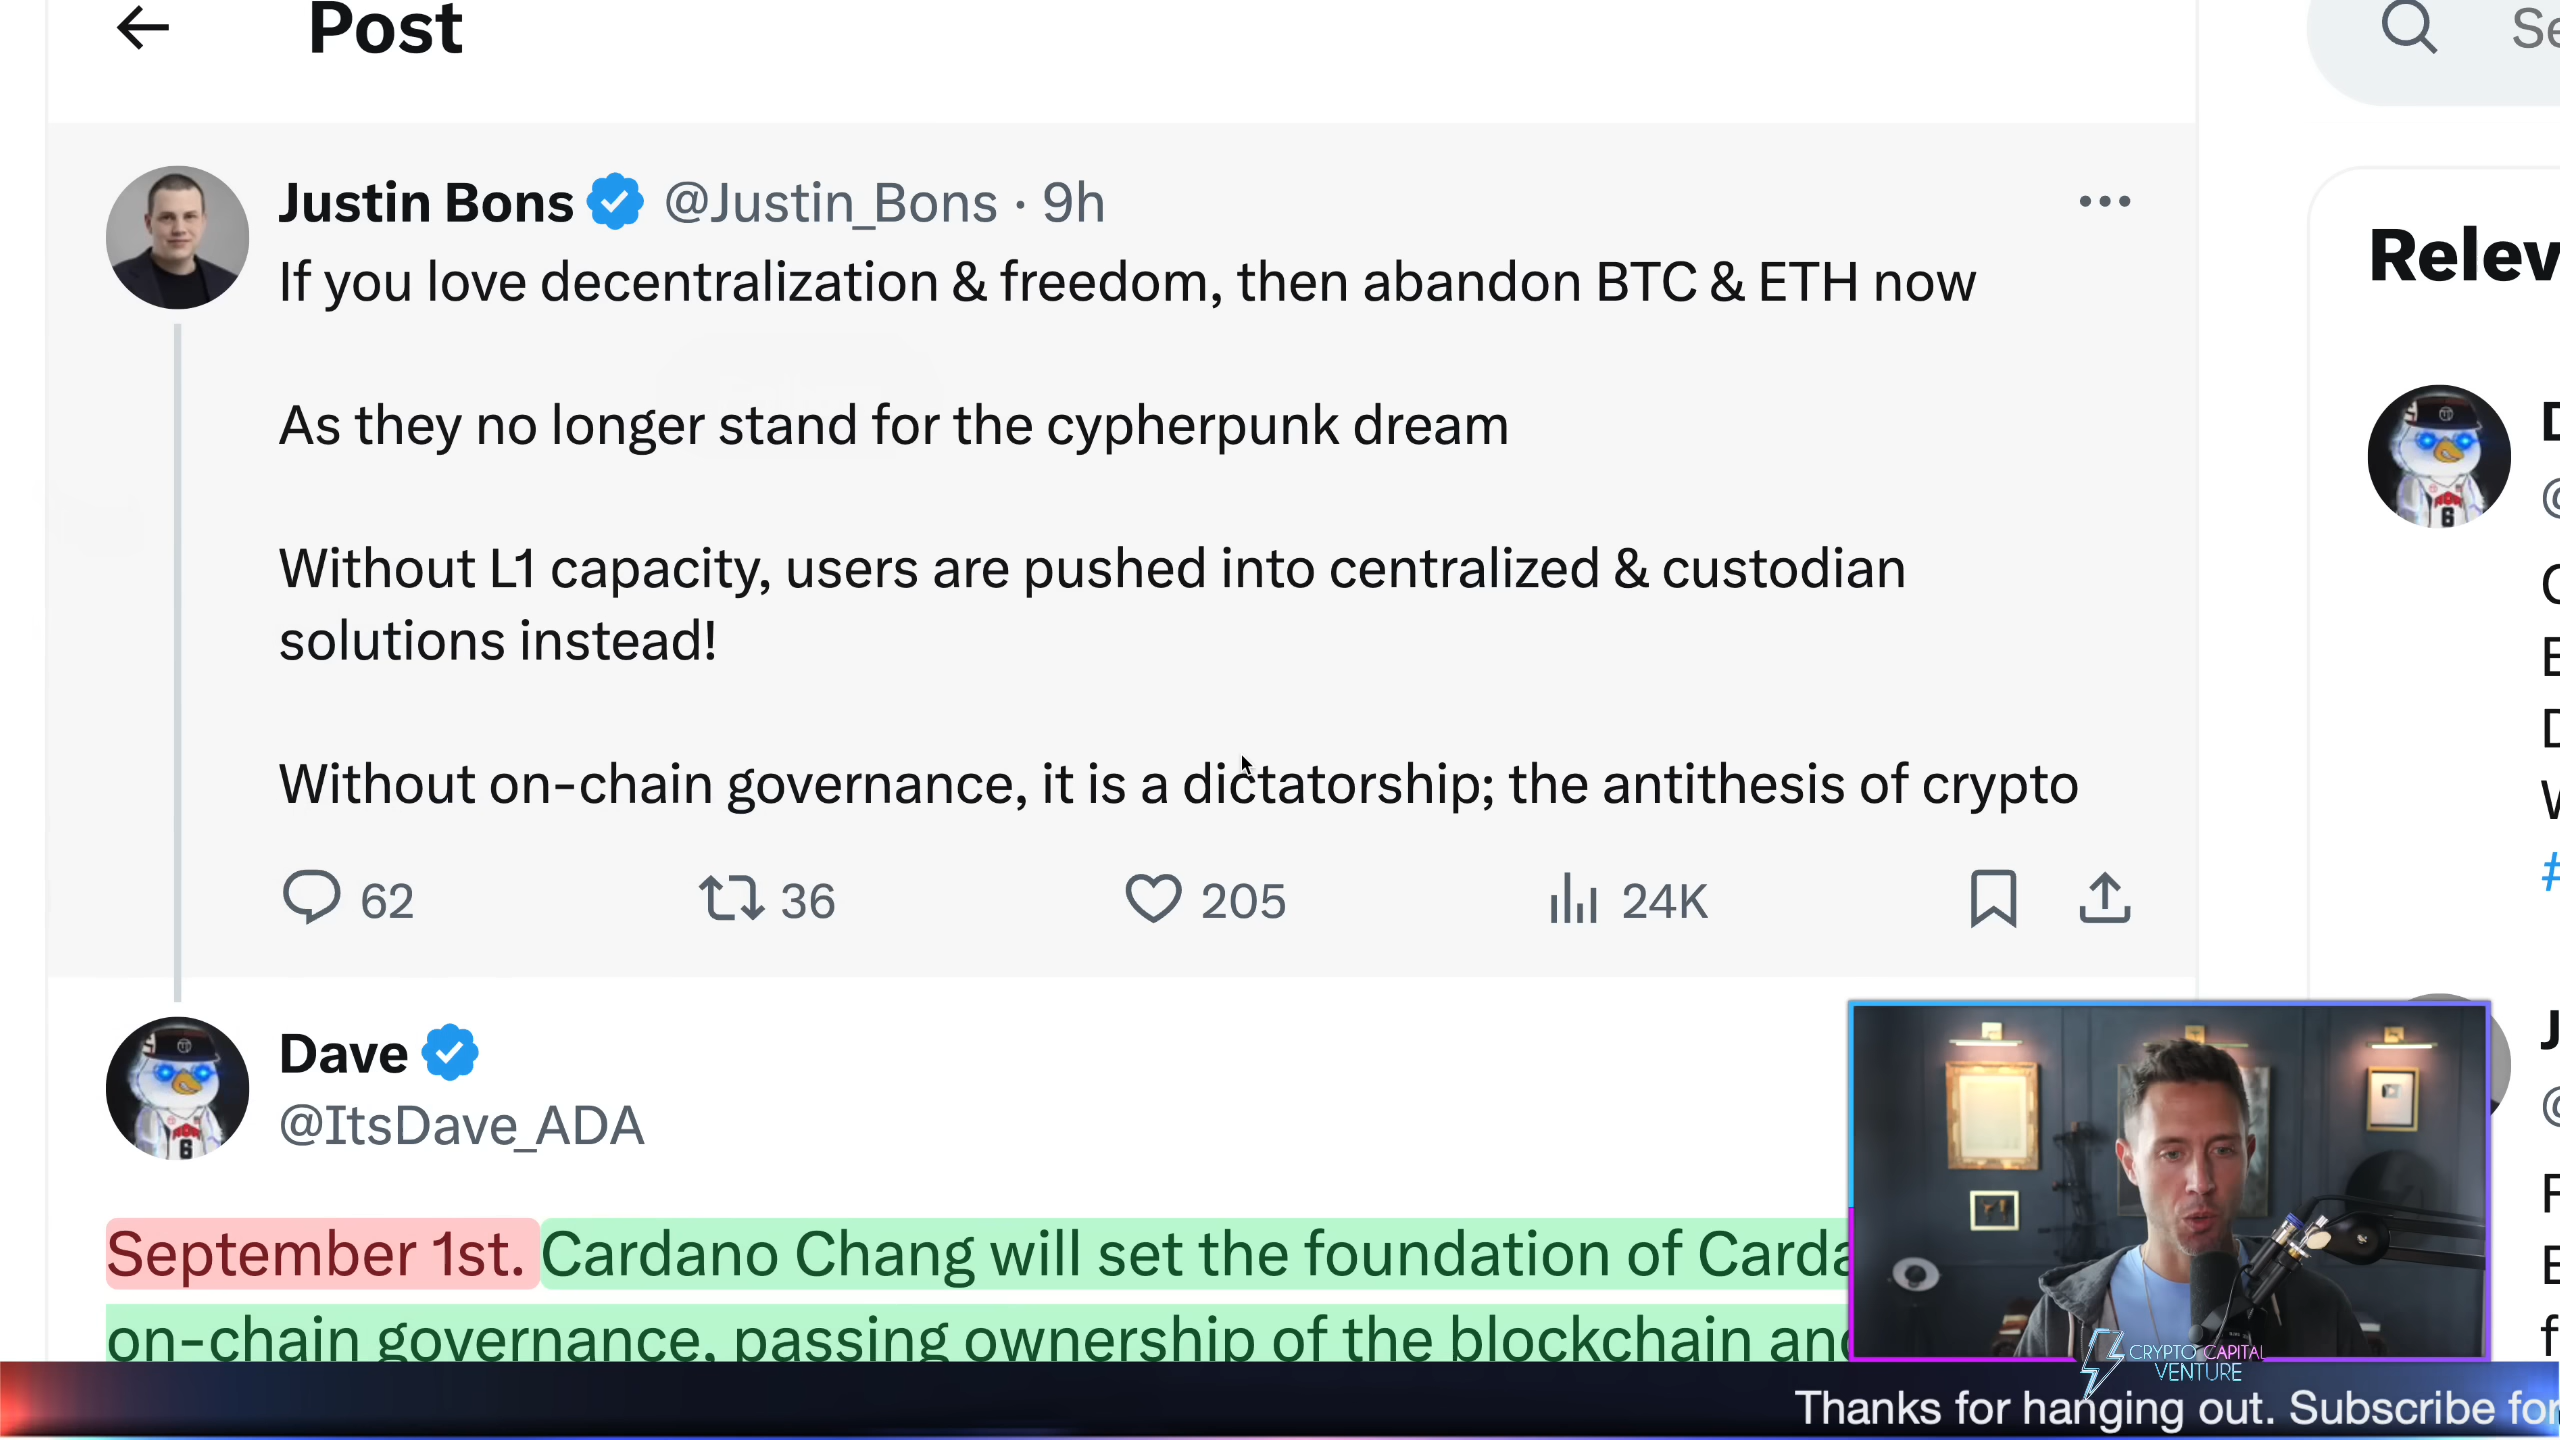 Post
Se
Justin Bons @Justin_Bons · 9h
If you love decentralization & freedom, then abandon BTC & ETH now
As they no longer stand for the cypherpunk dream
Without L1 capacity, users are pushed into centralized & custodian
solutions instead!
Without on-chain governance, it is a dictatorship; the antithesis of crypto
62 36 205 24K
Dave
@ItsDave_ADA
September 1st. Cardano Chang will set the foundation of Carda
on-chain governance, passing ownership of the blockchain and
Relev
CRYPTO CAPITAL
VENTURE
Thanks for hanging out. Subscribe for